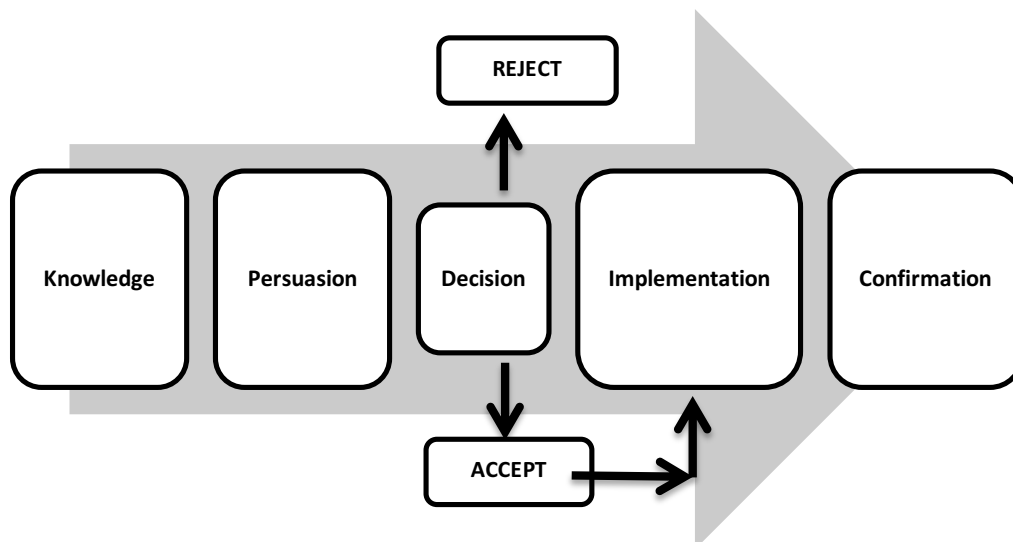 REJECT
Knowledge
Persuasion
Decision
Implementation
Confirmation
ACCEPT